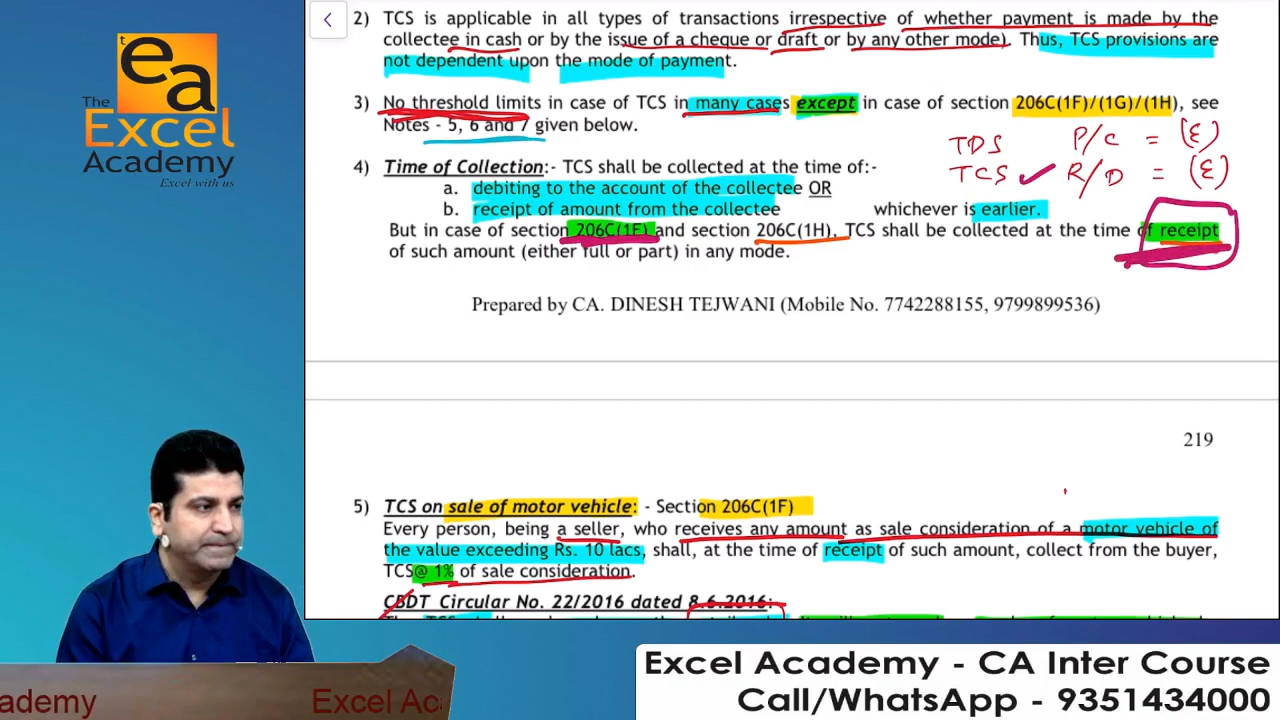 2) TCS is applicable in all types of transactions irrespective of whether payment is made by the
collectee in cash or by the issue of a cheque or draft or by any other mode). Thus, TCS provisions are
not dependent upon the mode of payment.
3) No threshold limits in case of TCS in many cases except in case of section 206C(1F)/(1G)/(1H), see
Notes - 5, 6 and 7 given below.
TDS P/C = (E)
TCS ✓ R/D = (E)
4) Time of Collection:- TCS shall be collected at the time of:-
a. debiting to the account of the collectee OR
b. receipt of amount from the collectee whichever is earlier.
But in case of section 206C(1F) and section 206C(1H), TCS shall be collected at the time of receipt
of such amount (either full or part) in any mode.
Prepared by CA. DINESH TEJWANI (Mobile No. 7742288155, 9799899536)
219
5) TCS on sale of motor vehicle: - Section 206C(1F)
Every person, being a seller, who receives any amount as sale consideration of a motor vehicle of
the value exceeding Rs. 10 lacs, shall, at the time of receipt of such amount, collect from the buyer,
TCS@ 1% of sale consideration.
CBDT Circular No. 22/2016 dated 8.6.2016:
t
ea
The
Excel
Academy
Excel with us
ademy Excel Ac
Excel Academy - CA Inter Course
Call/WhatsApp - 9351434000